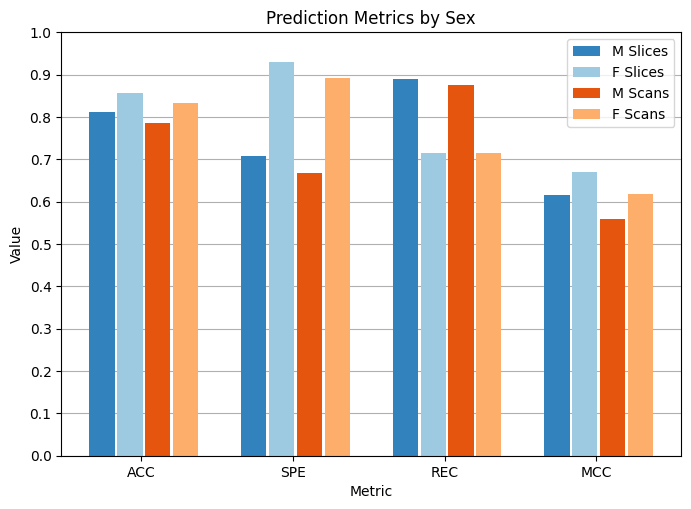 Prediction Metrics by Sex
1.0
0.9
0.8
0.7
0.6
0.5
0.4
0.3
0.2
0.1
0.0
Value
M Slices
F Slices
M Scans
F Scans
ACC SPE REC MCC
Metric